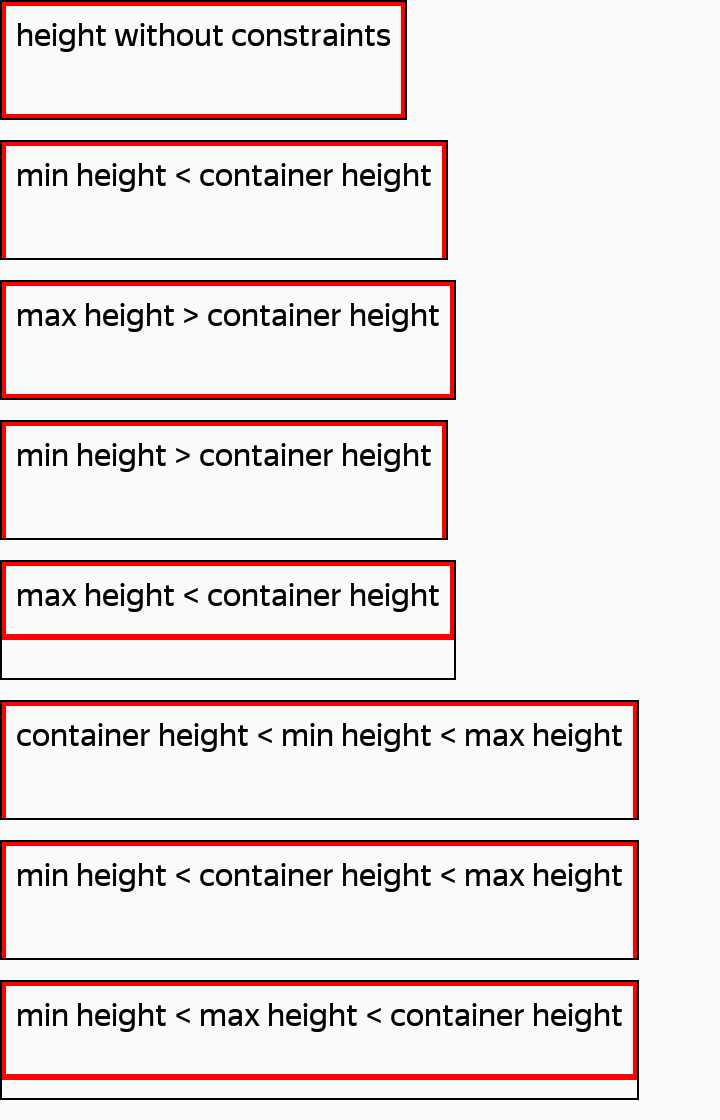 height without constraints
min height < container height
max height > container height
min height > container height
max height < container height
container height < min height < max height
min height < container height < max height
min height < max height < container height